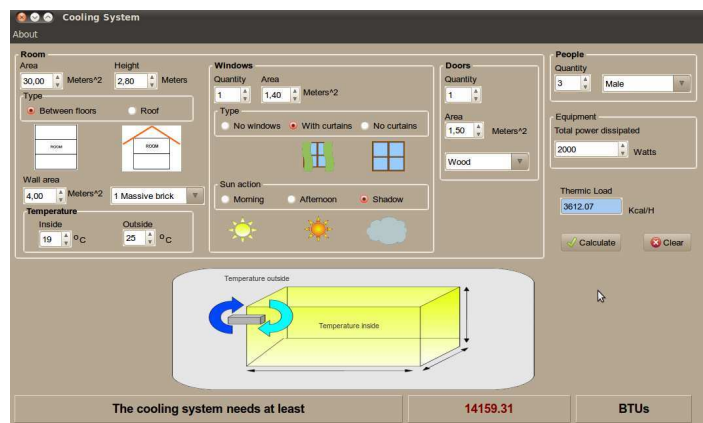 Cooling System
About
Room
Area
Height
30,00
Meters^2
2,80
Meters
Type
Between floors
Roof
ROOM
ROOM
Wall area
4,00
Meters^2
1 Massive brick
Temperature
Inside
Outside
19
ºC
25
ºC
Windows
Quantity
Area
1
1,40
Meters^2
Type
No windows
With curtains
No curtains
Sun action
Morning
Afternoon
Shadow
Doors
Quantity
1
Area
1,50
Meters^2
Wood
People
Quantity
3
Male
Equipment
Total power dissipated
2000
Watts
Thermic Load
3612.07
Kcal/H
Calculate
Clear
Temperature outside
Temperature inside
The cooling system needs at least
14159.31
BTUs